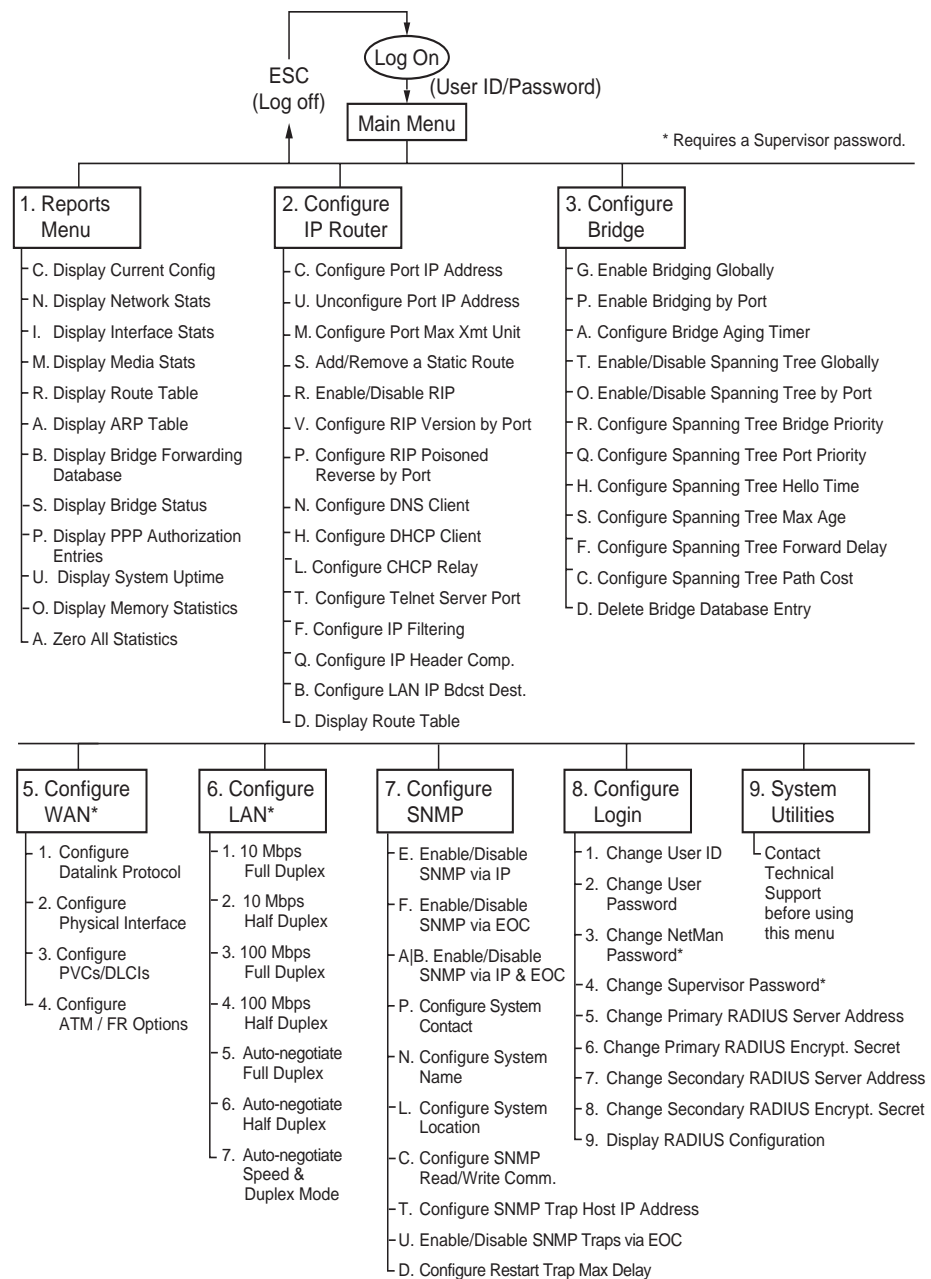 Log On
ESC
(Log off)
(User ID/Password)
Main Menu
* Requires a Supervisor password.
1. Reports
Menu
C. Display Current Config
N. Display Network Stats
I. Display Interface Stats
M. Display Media Stats
R. Display Route Table
A. Display ARP Table
B. Display Bridge Forwarding
Database
S. Display Bridge Status
P. Display PPP Authorization
Entries
U. Display System Uptime
O. Display Memory Statistics
A. Zero All Statistics
2. Configure
IP Router
C. Configure Port IP Address
U. Unconfigure Port IP Address
M. Configure Port Max Xmt Unit
S. Add/Remove a Static Route
R. Enable/Disable RIP
V. Configure RIP Version by Port
P. Configure RIP Poisoned
Reverse by Port
N. Configure DNS Client
H. Configure DHCP Client
L. Configure CHCP Relay
T. Configure Telnet Server Port
F. Configure IP Filtering
Q. Configure IP Header Comp.
B. Configure LAN IP Bdcst Dest.
D. Display Route Table
3. Configure
Bridge
G. Enable Bridging Globally
P. Enable Bridging by Port
A. Configure Bridge Aging Timer
T. Enable/Disable Spanning Tree Globally
O. Enable/Disable Spanning Tree by Port
R. Configure Spanning Tree Bridge Priority
Q. Configure Spanning Tree Port Priority
H. Configure Spanning Tree Hello Time
S. Configure Spanning Tree Max Age
F. Configure Spanning Tree Forward Delay
C. Configure Spanning Tree Path Cost
D. Delete Bridge Database Entry
5. Configure
WAN*
1. Configure
Datalink Protocol
2. Configure
Physical Interface
3. Configure
PVCs/DLCIs
4. Configure
ATM / FR Options
6. Configure
LAN*
1. 10 Mbps
Full Duplex
2. 10 Mbps
Half Duplex
3. 100 Mbps
Full Duplex
4. 100 Mbps
Half Duplex
5. Auto-negotiate
Full Duplex
6. Auto-negotiate
Half Duplex
7. Auto-negotiate
Speed &
Duplex Mode
7. Configure
SNMP
E. Enable/Disable
SNMP via IP
F. Enable/Disable
SNMP via EOC
A|B. Enable/Disable
SNMP via IP & EOC
P. Configure System
Contact
N. Configure System
Name
L. Configure System
Location
C. Configure SNMP
Read/Write Comm.
T. Configure SNMP Trap Host IP Address
U. Enable/Disable SNMP Traps via EOC
D. Configure Restart Trap Max Delay
8. Configure
Login
1. Change User ID
2. Change User
Password
3. Change NetMan
Password*
4. Change Supervisor Password*
5. Change Primary RADIUS Server Address
6. Change Primary RADIUS Encrypt. Secret
7. Change Secondary RADIUS Server Address
8. Change Secondary RADIUS Encrypt. Secret
9. Display RADIUS Configuration
9. System
Utilities
Contact
Technical
Support
before using
this menu